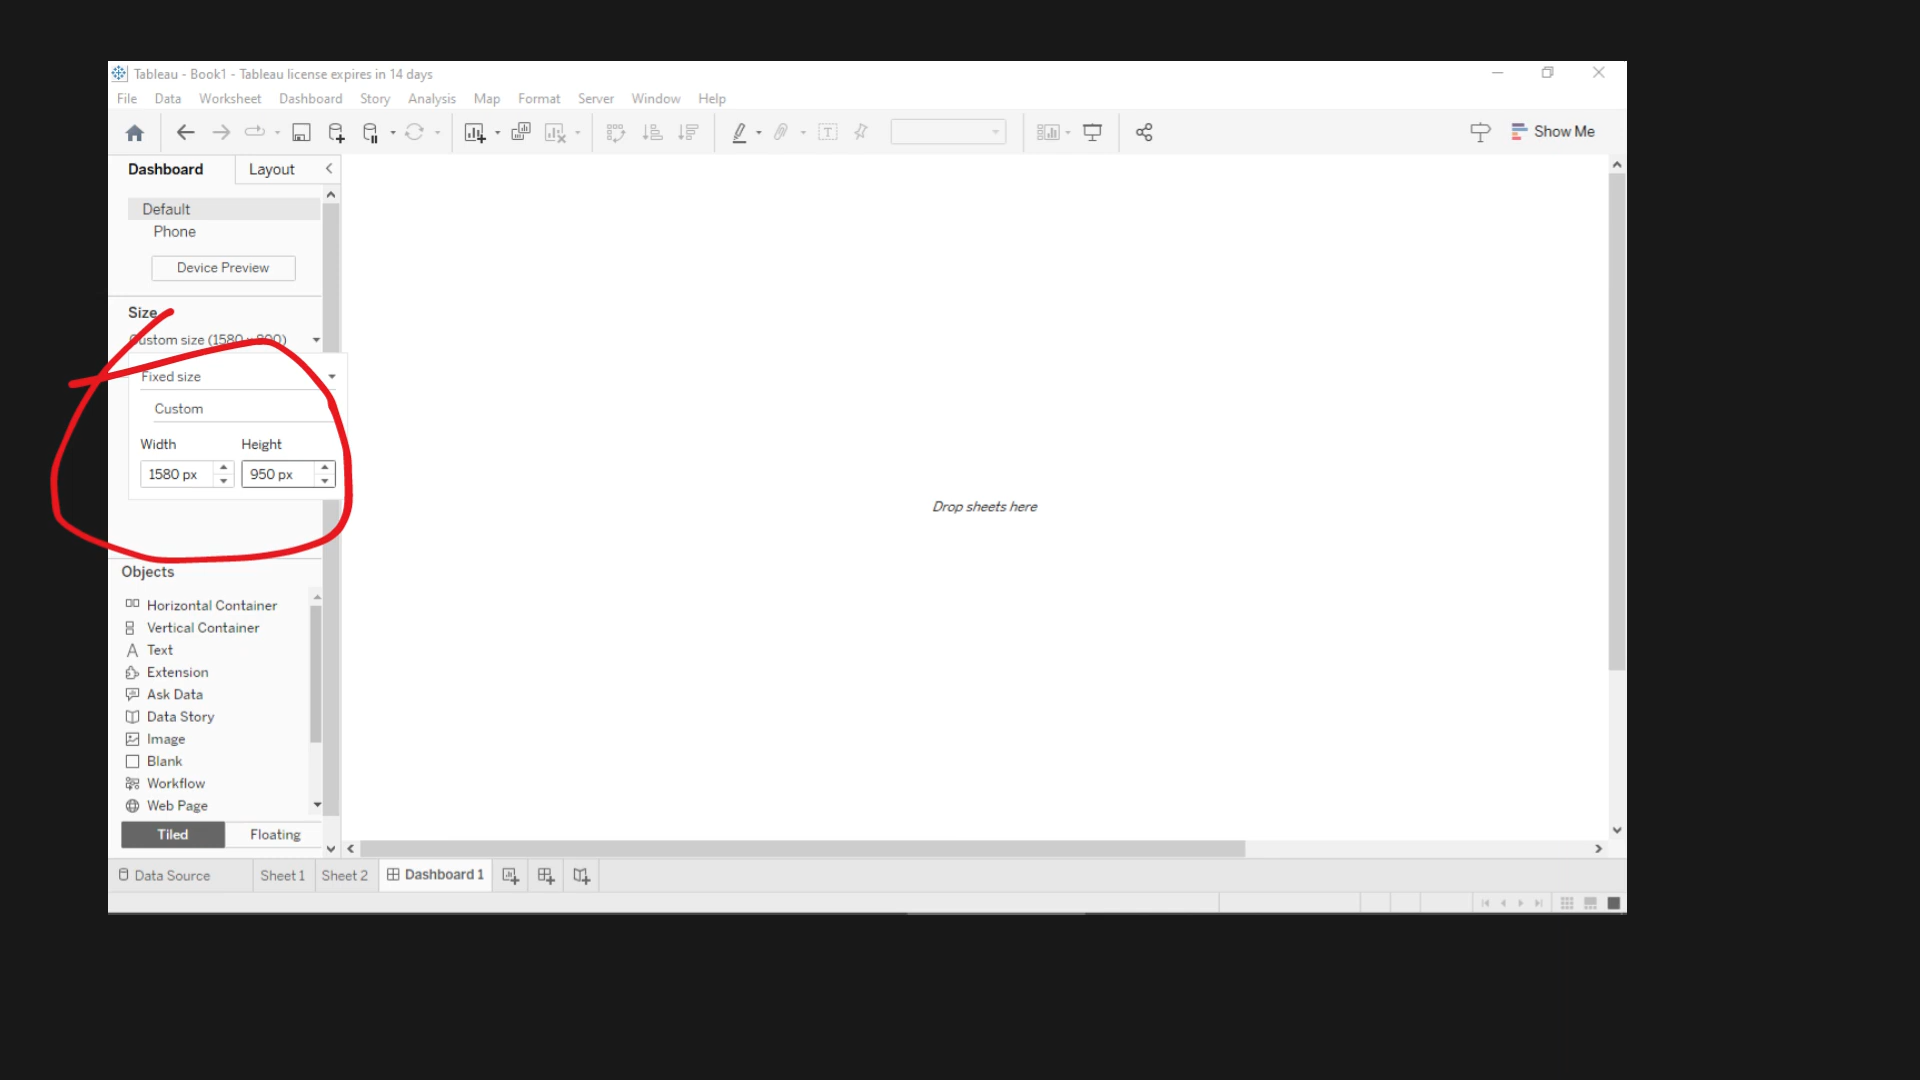 Tableau - Book1 - Tableau license expires in 14 days
File Data Worksheet Dashboard Story Analysis Map Format Server Window Help
Show Me
Dashboard Layout
Default
Phone
Device Preview
Size
Custom size (1580 x 
Fixed size
Custom
Width Height
1580 px 950 px
Drop sheets here
Objects
Horizontal Container
Vertical Container
Text
Extension
Ask Data
Data Story
Image
Blank
Workflow
Web Page
Tiled Floating
Data Source Sheet 1 Sheet 2 Dashboard 1